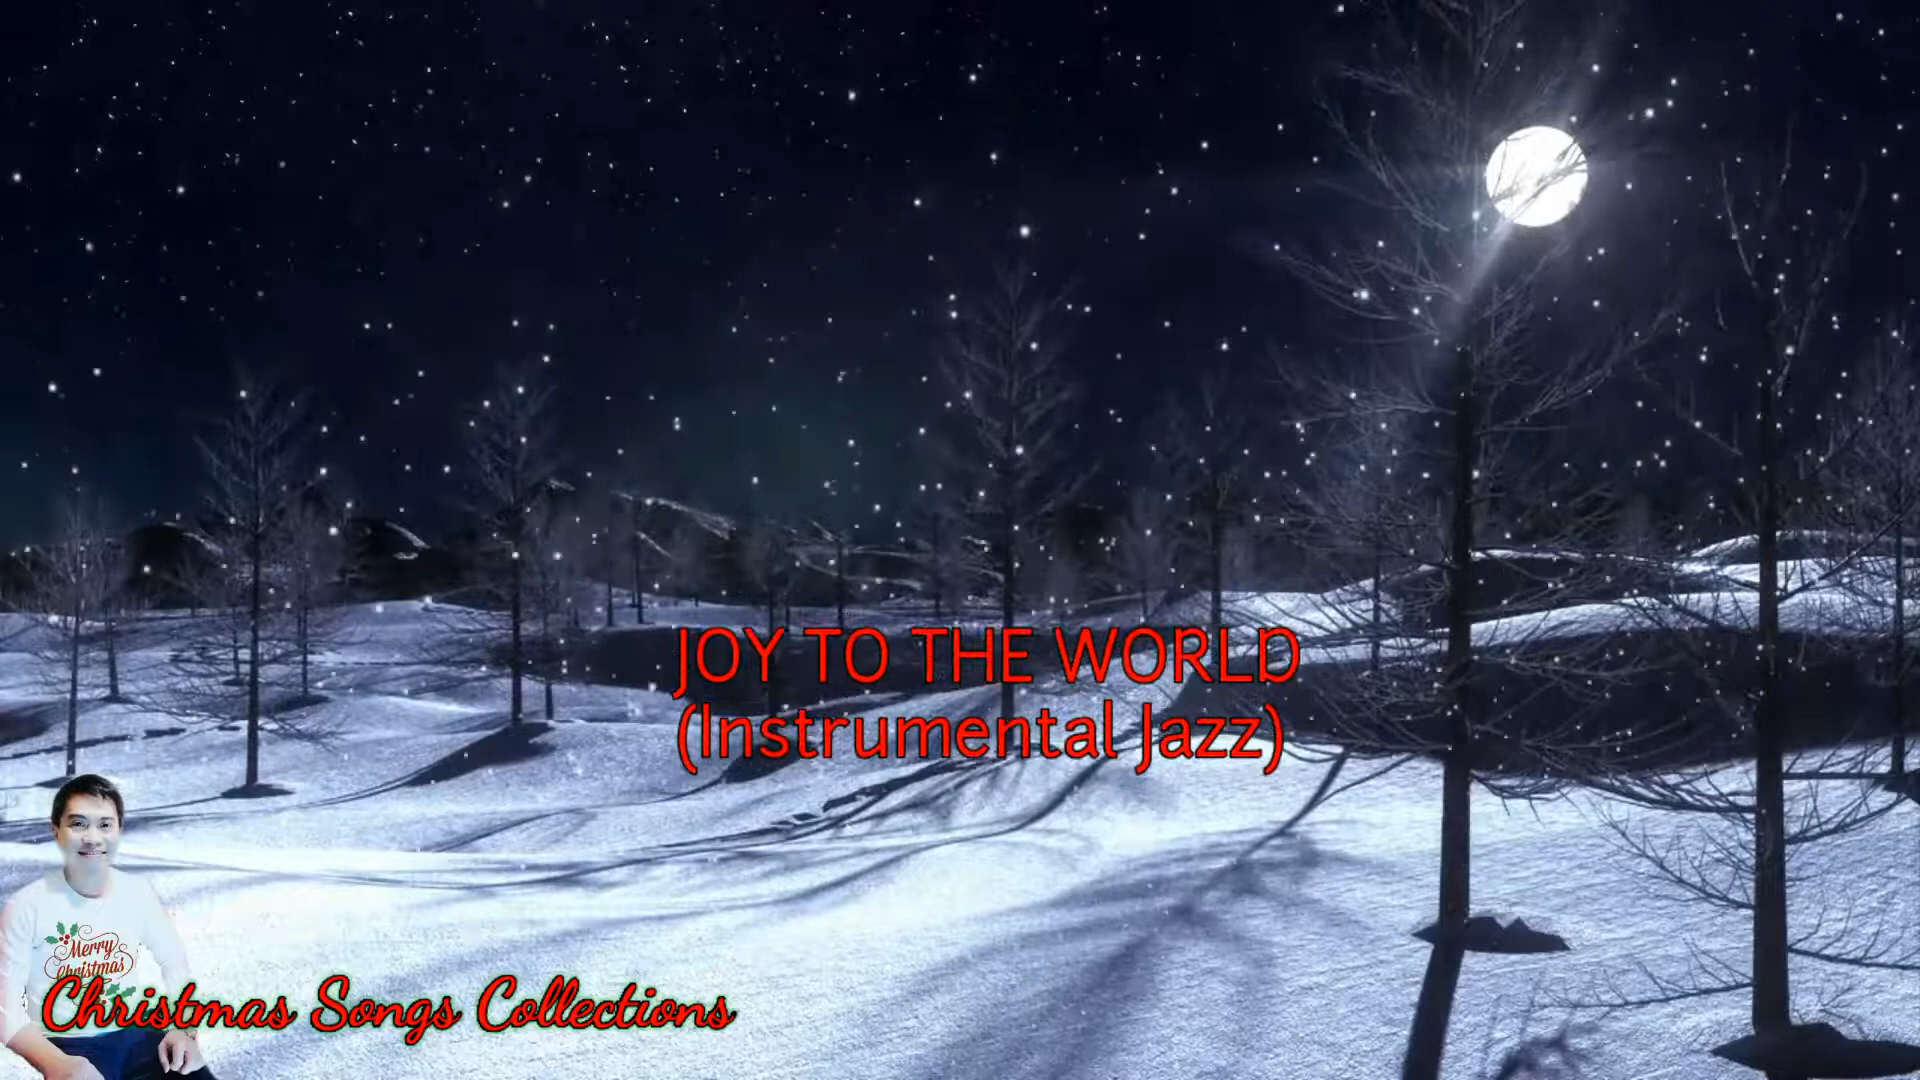 JOY TO THE WORLD
(Instrumental Jazz)
Merry
Christmas
Christmas Songs Collections